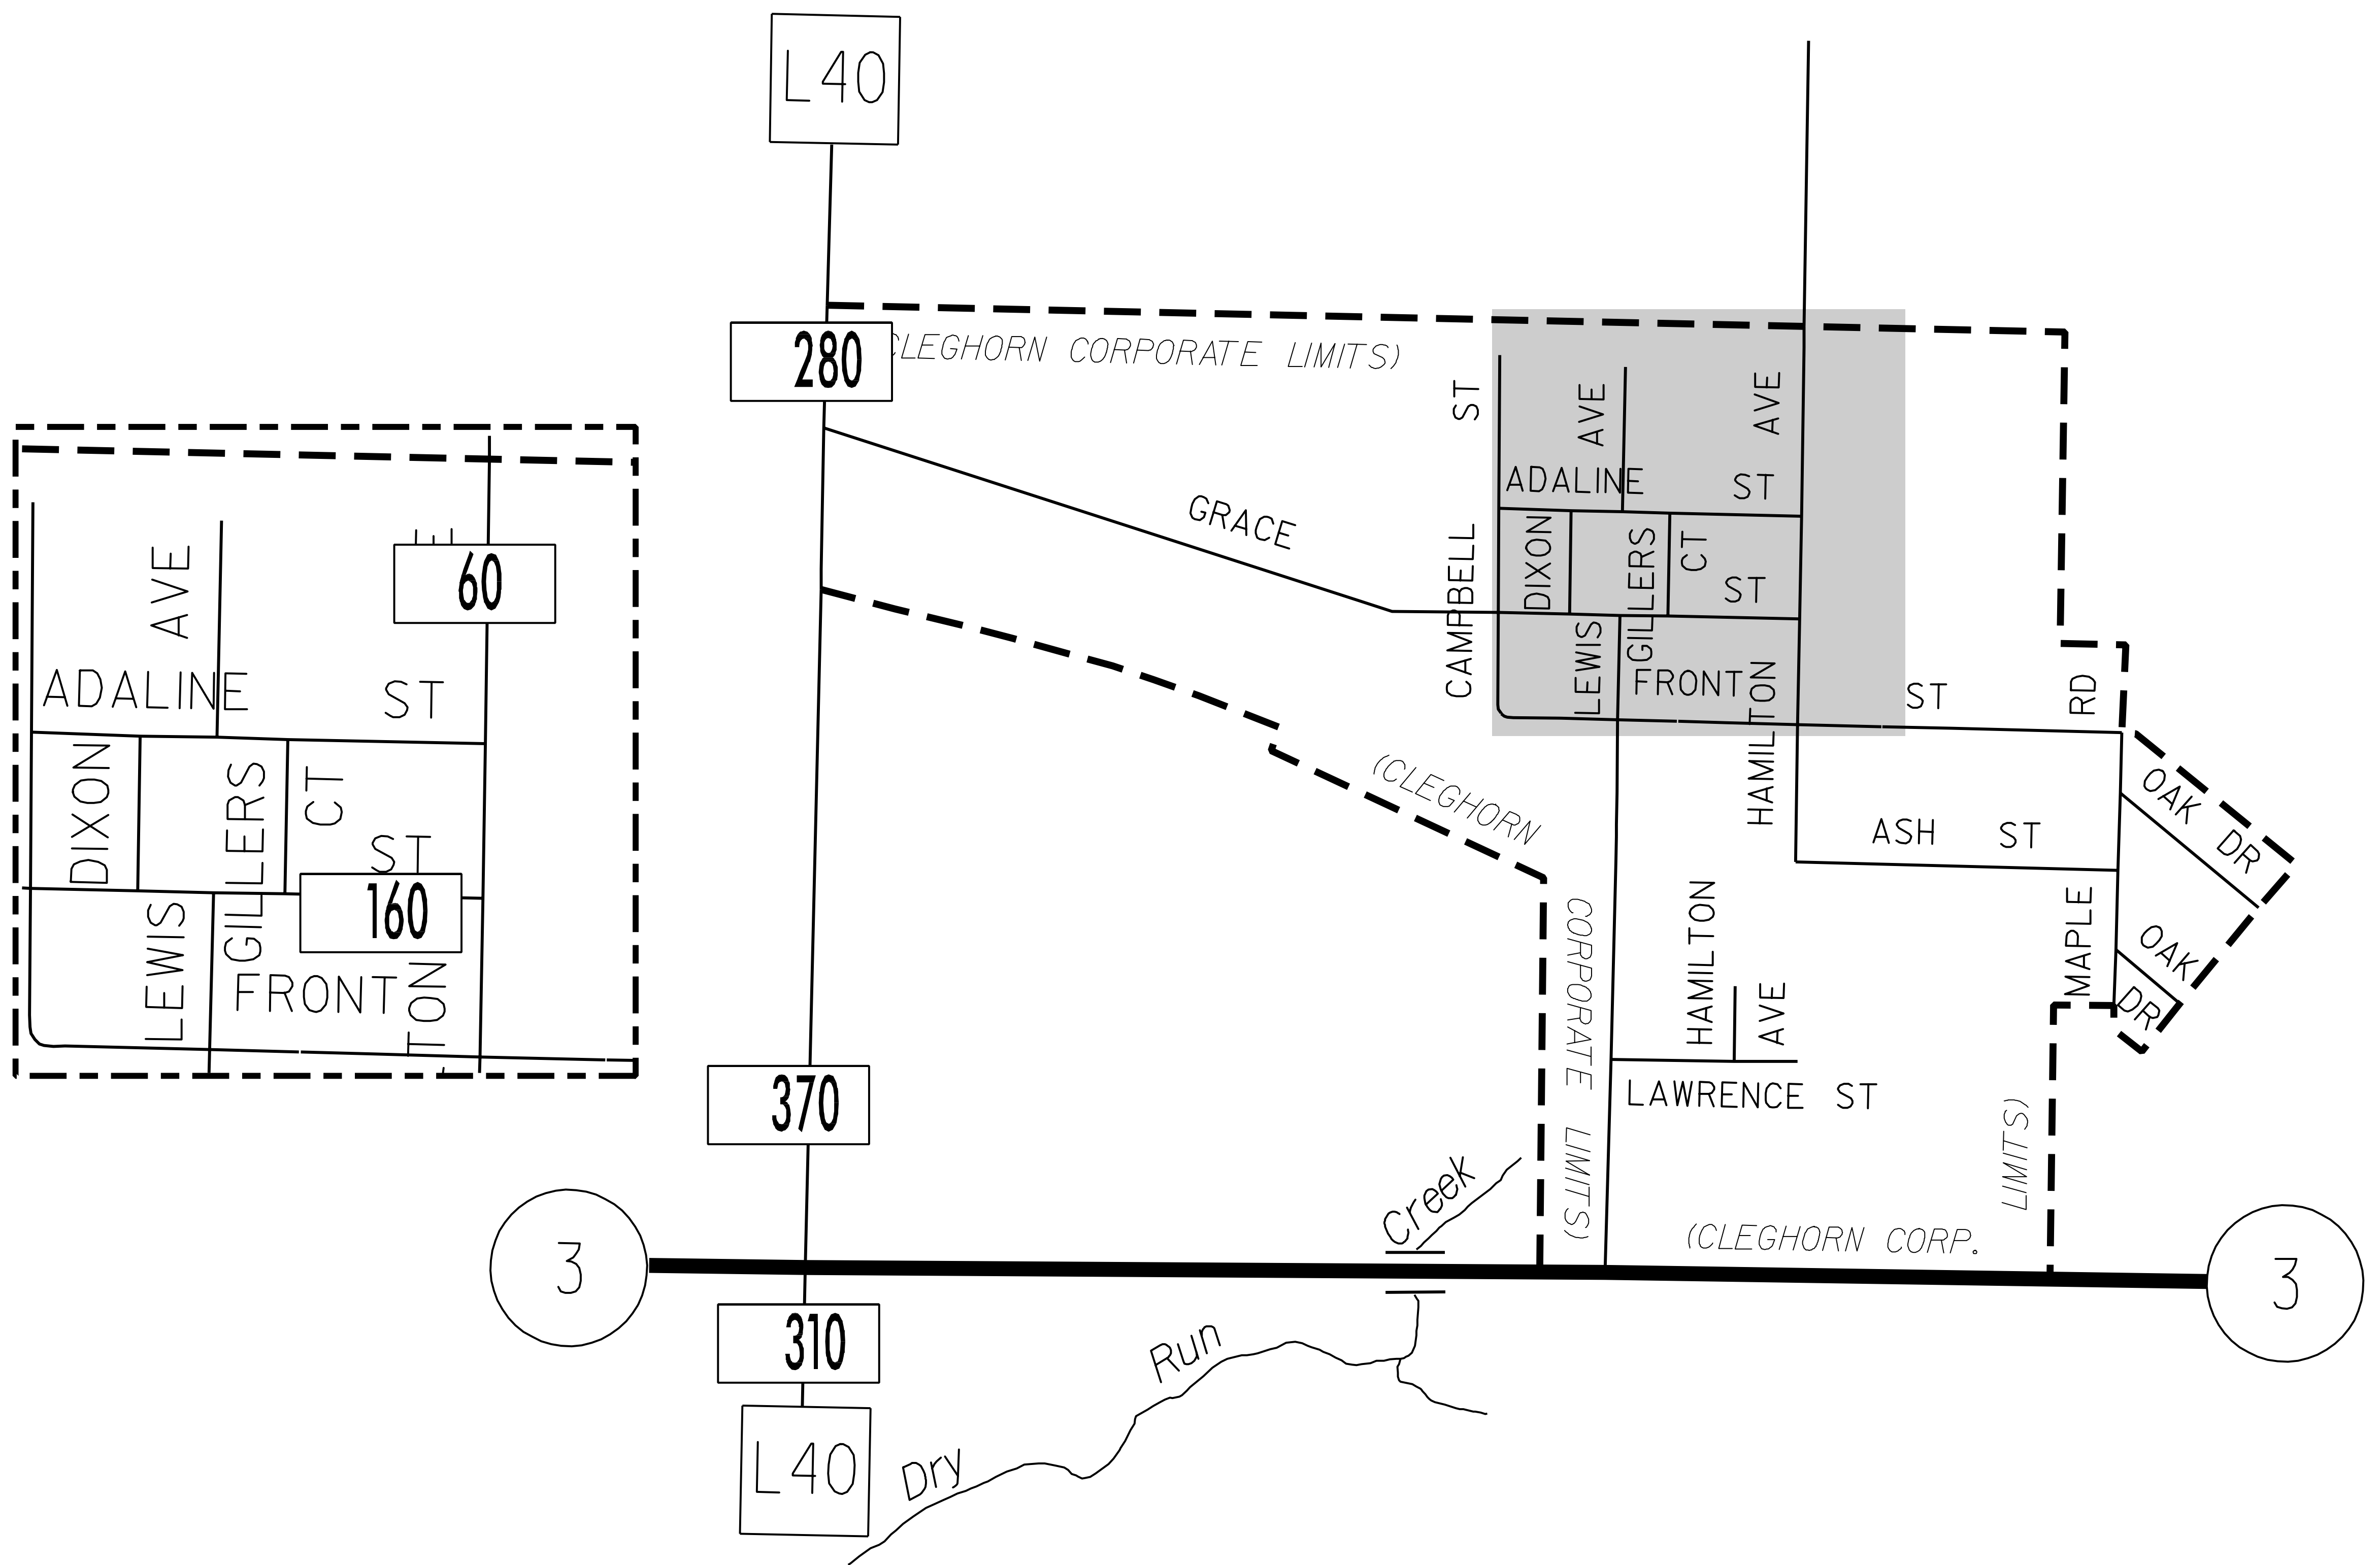 L40
280
(CLEGHORN CORPORATE LIMITS)
CAMPBELL ST
LEWIS AVE
HAMILTON AVE
ADALINE ST
GRACE ST
DIXON
GILLERS CT
FRONT ST
MAPLE RD
OAK DR
ASH ST
OAK DR
HAMILTON AVE
LAWRENCE ST
(CLEGHORN
CORPORATE LIMITS)
(CLEGHORN CORP.
LIMITS)
60
LEWIS AVE
ADALINE ST
DIXON
GILLERS CT
ST
160
FRONT
TON
370
3
3
310
L40
Dry Run Creek